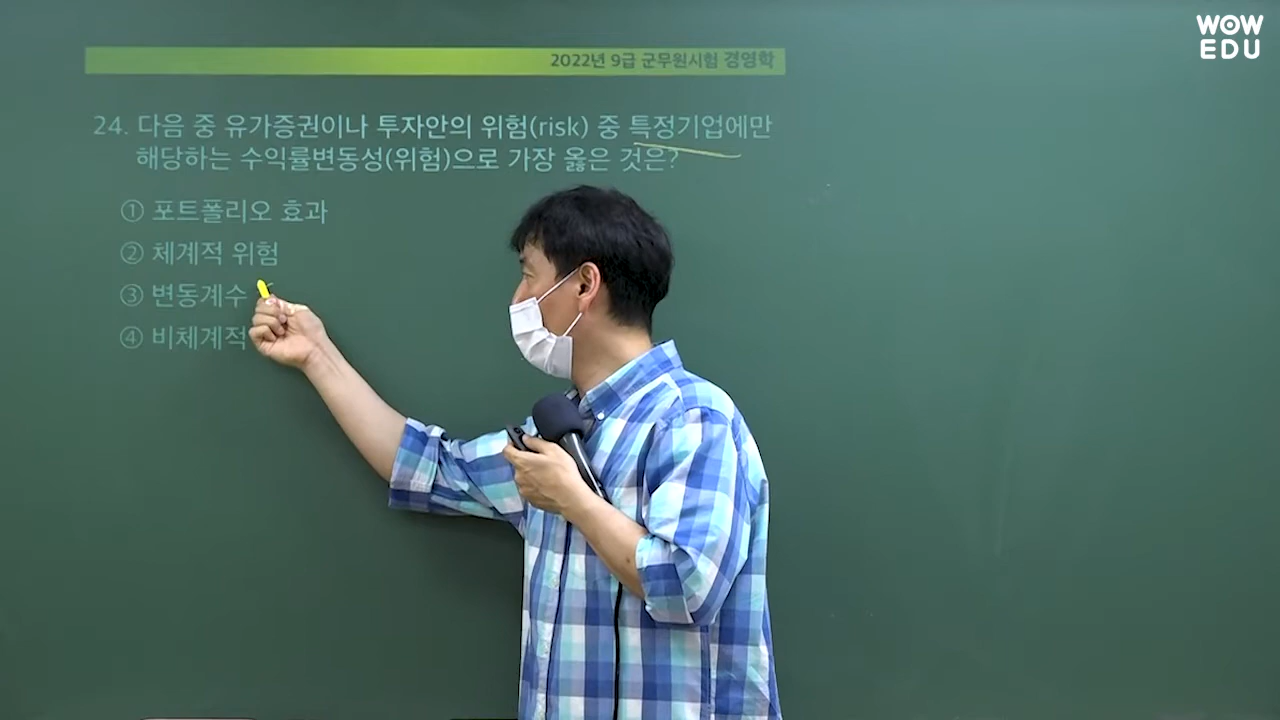 WOW
EDU
2022년 9급 군무원시험 경영학
24. 다음 중 유가증권이나 투자안의 위험(risk) 중 특정기업에만
해당하는 수익률변동성(위험)으로 가장 옳은 것은?
① 포트폴리오 효과
② 체계적 위험
③ 변동계수
④ 비체계적